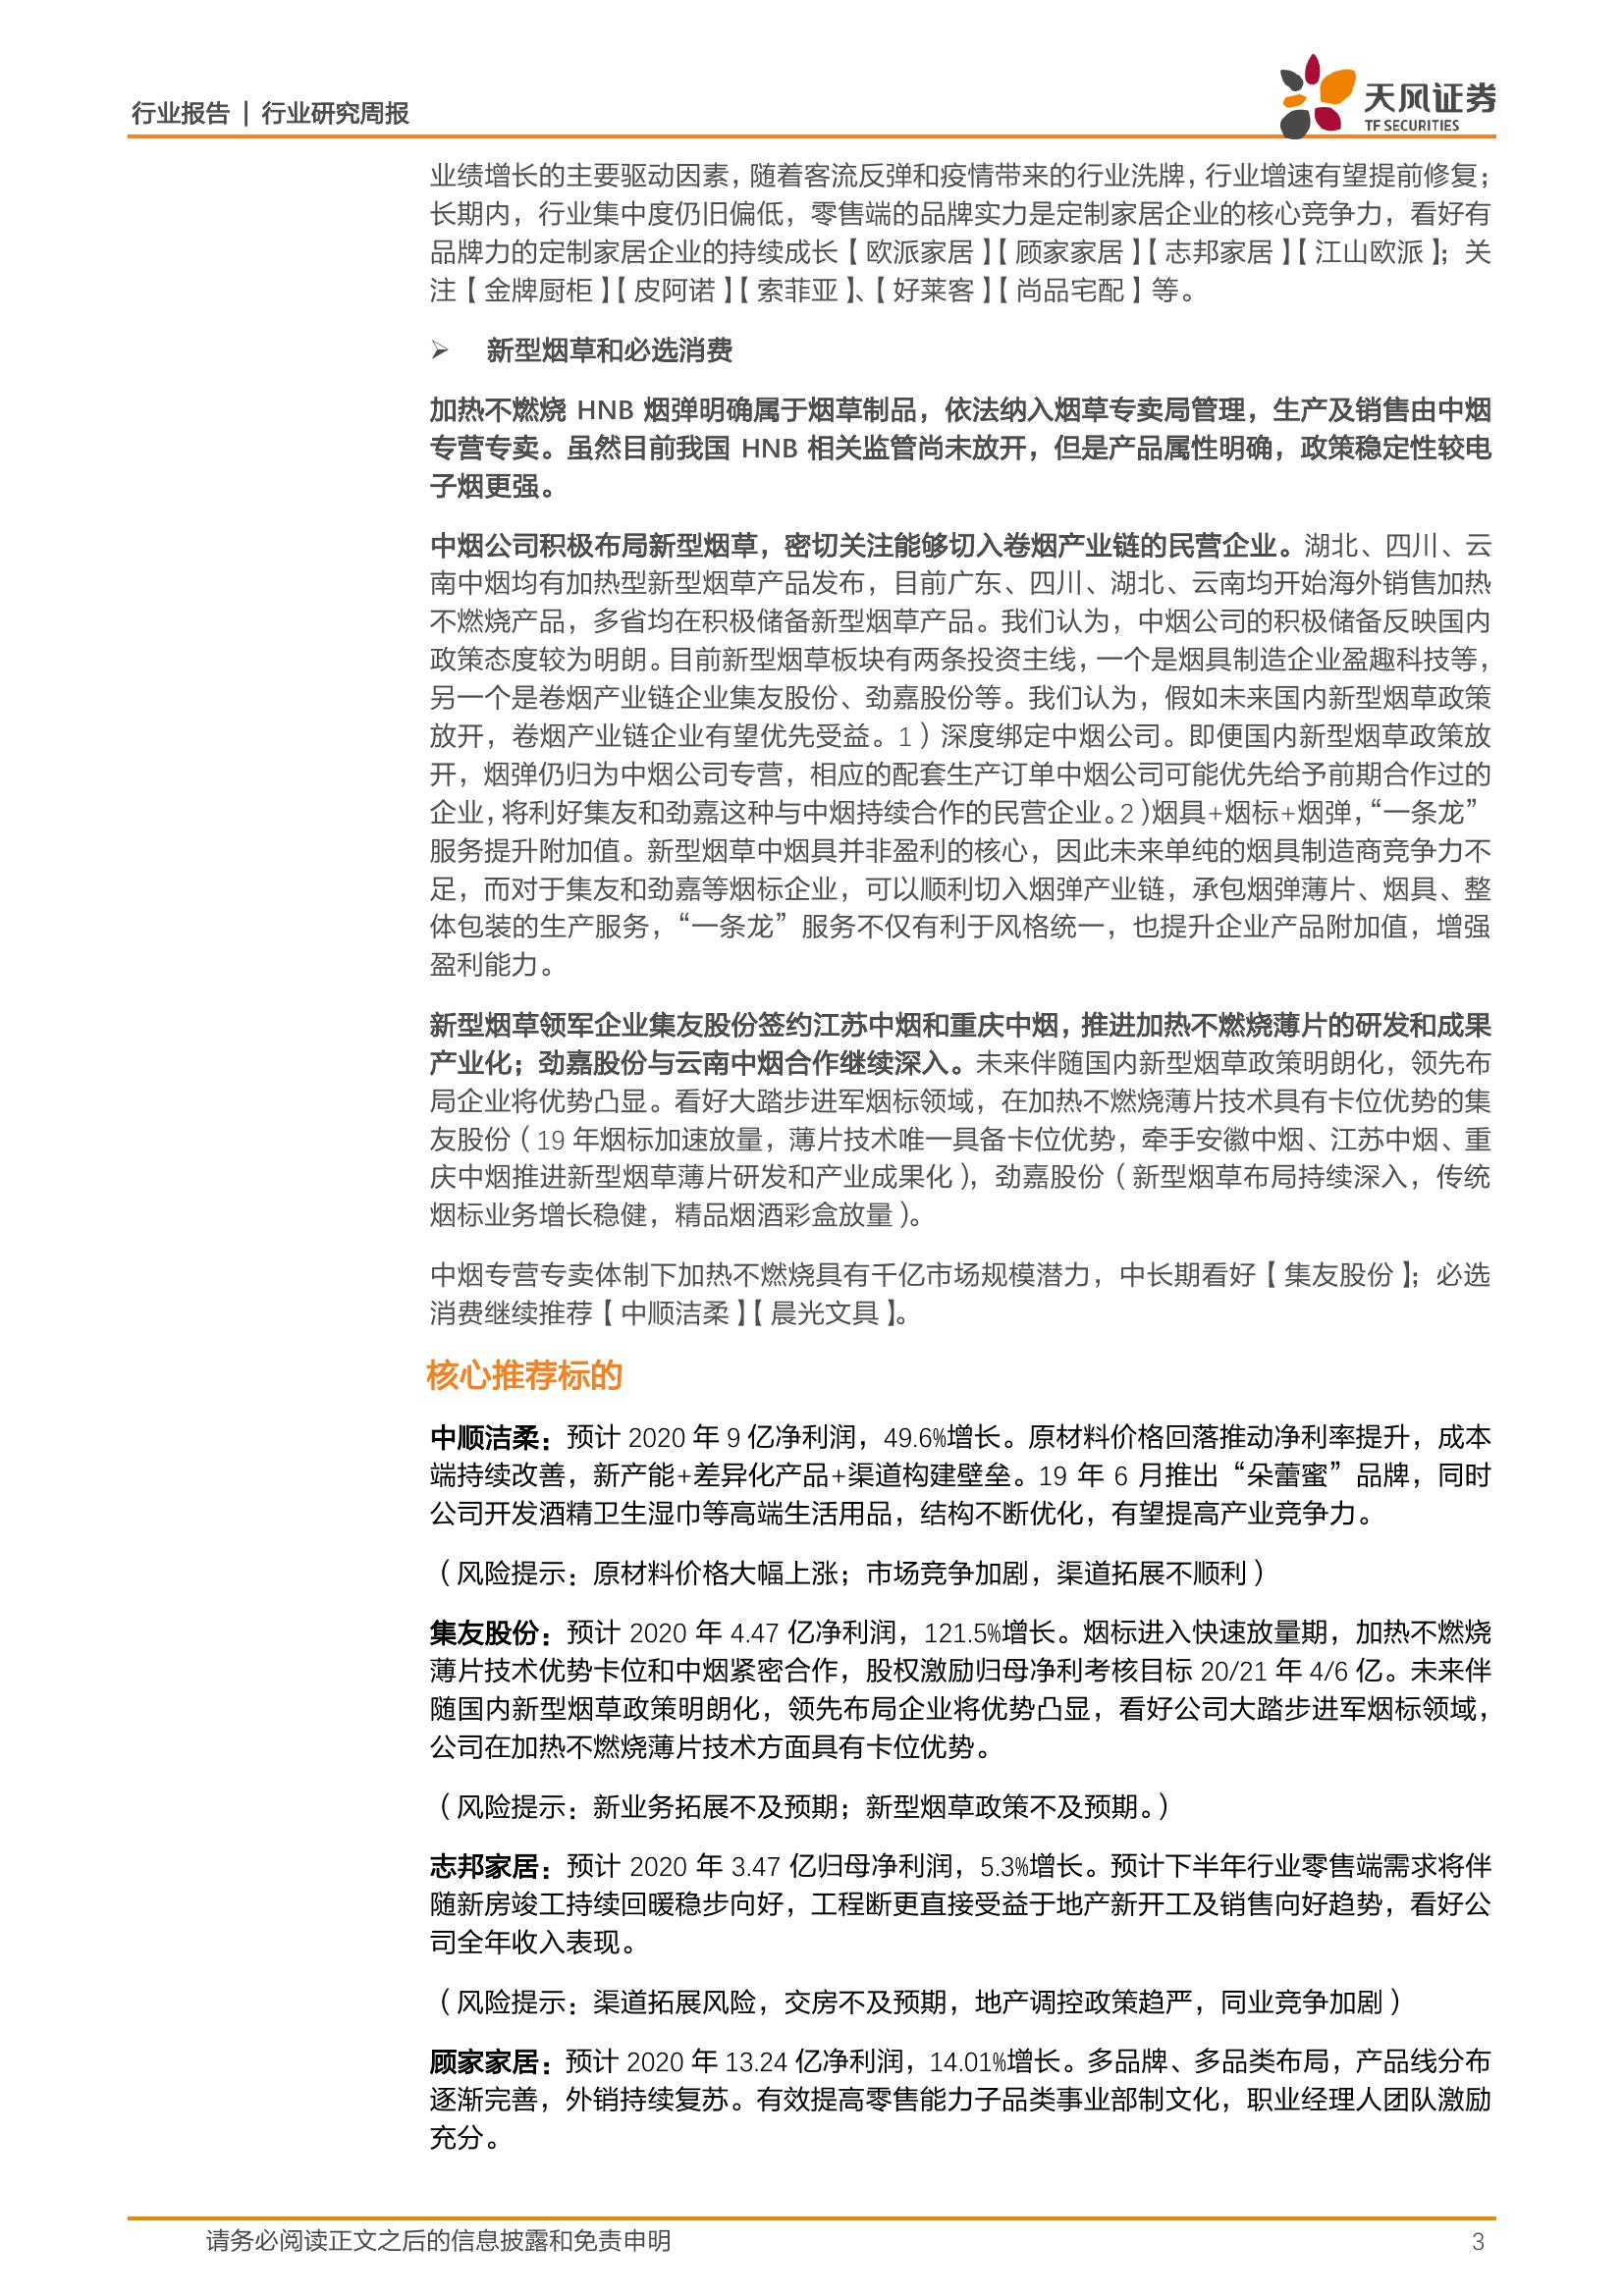 行业报告 | 行业研究周报
天风证券
TF SECURITIES
业绩增长的主要驱动因素，随着客流反弹和疫情带来的行业洗牌，行业增速有望提前修复；
长期内，行业集中度仍旧偏低，零售端的品牌实力是定制家居企业的核心竞争力，看好有
品牌力的定制家居企业的持续成长【欧派家居】【顾家家居】【志邦家居】【江山欧派】；关
注【金牌厨柜】【皮阿诺】【索菲亚】、【好莱客】【尚品宅配】等。
➢ 新型烟草和必选消费
加热不燃烧 HNB 烟弹明确属于烟草制品，依法纳入烟草专卖局管理，生产及销售由中烟
专营专卖。虽然目前我国 HNB 相关监管尚未放开，但是产品属性明确，政策稳定性较电
子烟更强。
中烟公司积极布局新型烟草，密切关注能够切入卷烟产业链的民营企业。湖北、四川、云
南中烟均有加热型新型烟草产品发布，目前广东、四川、湖北、云南均开始海外销售加热
不燃烧产品，多省均在积极储备新型烟草产品。我们认为，中烟公司的积极储备反映国内
政策态度较为明朗。目前新型烟草板块有两条投资主线，一个是烟具制造企业盈趣科技等，
另一个是卷烟产业链企业集友股份、劲嘉股份等。我们认为，假如未来国内新型烟草政策
放开，卷烟产业链企业有望优先受益。1）深度绑定中烟公司。即便国内新型烟草政策放
开，烟弹仍归为中烟公司专营，相应的配套生产订单中烟公司可能优先给予前期合作过的
企业，将利好集友和劲嘉这种与中烟持续合作的民营企业。2）烟具+烟标+烟弹，“一条龙”
服务提升附加值。新型烟草中烟具并非盈利的核心，因此未来单纯的烟具制造商竞争力不
足，而对于集友和劲嘉等烟标企业，可以顺利切入烟弹产业链，承包烟弹薄片、烟具、整
体包装的生产服务，“一条龙”服务不仅有利于风格统一，也提升企业产品附加值，增强
盈利能力。
新型烟草领军企业集友股份签约江苏中烟和重庆中烟，推进加热不燃烧薄片的研发和成果
产业化；劲嘉股份与云南中烟合作继续深入。未来伴随国内新型烟草政策明朗化，领先布
局企业将优势凸显。看好大踏步进军烟标领域，在加热不燃烧薄片技术具有卡位优势的集
友股份（19 年烟标加速放量，薄片技术唯一具备卡位优势，牵手安徽中烟、江苏中烟、重
庆中烟推进新型烟草薄片研发和产业成果化），劲嘉股份（新型烟草布局持续深入，传统
烟标业务增长稳健，精品烟酒彩盒放量）。
中烟专营专卖体制下加热不燃烧具有千亿市场规模潜力，中长期看好【集友股份】；必选
消费继续推荐【中顺洁柔】【晨光文具】。
核心推荐标的
中顺洁柔：预计 2020 年 9 亿净利润，49.6%增长。原材料价格回落推动净利率提升，成本
端持续改善，新产能+差异化产品+渠道构建壁垒。19 年 6 月推出“朵蕾蜜”品牌，同时
公司开发酒精卫生湿巾等高端生活用品，结构不断优化，有望提高产业竞争力。
（风险提示：原材料价格大幅上涨；市场竞争加剧，渠道拓展不顺利）
集友股份：预计 2020 年 4.47 亿净利润，121.5%增长。烟标进入快速放量期，加热不燃烧
薄片技术优势卡位和中烟紧密合作，股权激励归母净利考核目标 20/21 年 4/6 亿。未来伴
随国内新型烟草政策明朗化，领先布局企业将优势凸显，看好公司大踏步进军烟标领域，
公司在加热不燃烧薄片技术方面具有卡位优势。
（风险提示：新业务拓展不及预期；新型烟草政策不及预期。）
志邦家居：预计 2020 年 3.47 亿归母净利润，5.3%增长。预计下半年行业零售端需求将伴
随新房竣工持续回暖稳步向好，工程断更直接受益于地产新开工及销售向好趋势，看好公
司全年收入表现。
（风险提示：渠道拓展风险，交房不及预期，地产调控政策趋严，同业竞争加剧）
顾家家居：预计 2020 年 13.24 亿净利润，14.01%增长。多品牌、多品类布局，产品线分布
逐渐完善，外销持续复苏。有效提高零售能力子品类事业部制文化，职业经理人团队激励
充分。
请务必阅读正文之后的信息披露和免责申明
3